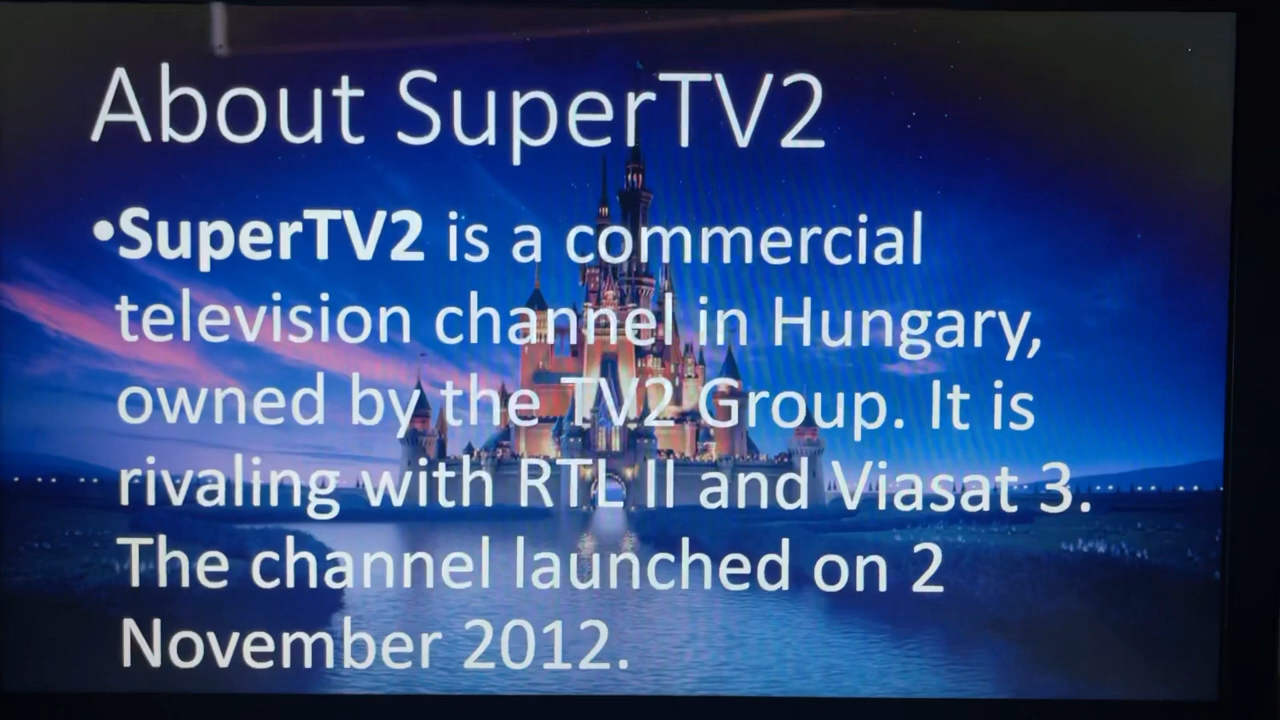 About SuperTV2
•SuperTV2 is a commercial
television channel in Hungary,
owned by the TV2 Group. It is
rivaling with RTL II and Viasat 3.
The channel launched on 2
November 2012.